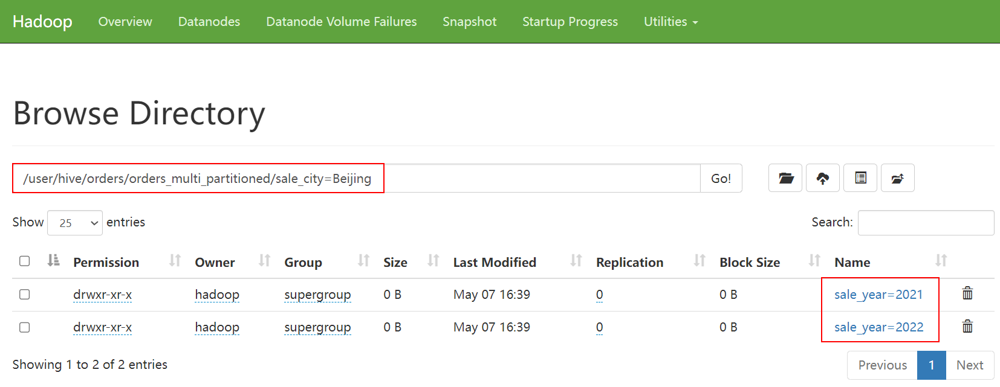 Hadoop Overview Datanodes Datanode Volume Failures Snapshot Startup Progress Utilities
Browse Directory
/user/hive/orders/orders_multi_partitioned/sale_city=Beijing Go!
Show 25 entries Search:
Permission Owner Group Size Last Modified Replication Block Size Name
drwxr-xr-x hadoop supergroup 0 B May 07 16:39 0 0 B sale_year=2021
drwxr-xr-x hadoop supergroup 0 B May 07 16:39 0 0 B sale_year=2022
Showing 1 to 2 of 2 entries Previous 1 Next